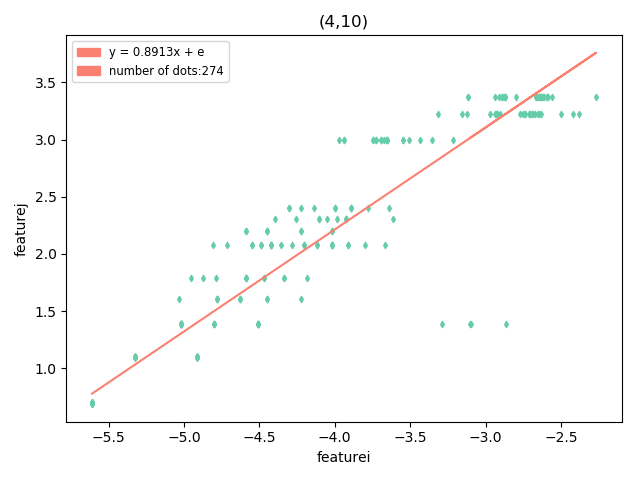 (4,10)
y = 0.8913x + e
number of dots:274
3.5
3.0
2.5
2.0
1.5
1.0
featurej
−5.5 −5.0 −4.5 −4.0 −3.5 −3.0 −2.5
featurei